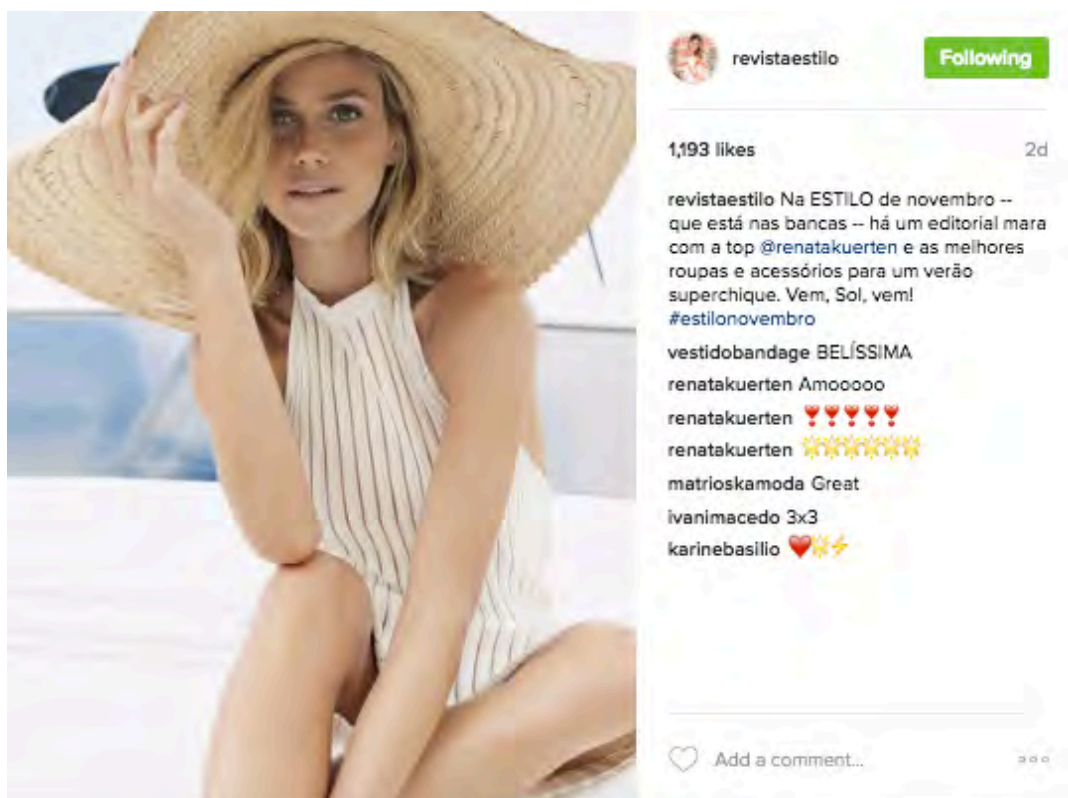 revistaestilo
Following
1,193 likes
2d
revistaestilo Na ESTILO de novembro --
que está nas bancas -- há um editorial mara
com a top @renatakuerten e as melhores
roupas e acessórios para um verão
superchique. Vem, Sol, vem!
#estilonovembro
vestidobandage BELÍSSIMA
renatakuerten Amooooo
renatakuerten ❣❣❣❣❣
renatakuerten 🌟🌟🌟🌟🌟🌟
matrioskamoda Great
ivanimacedo 3x3
karinebasilio ❤🌟⚡
Add a comment...